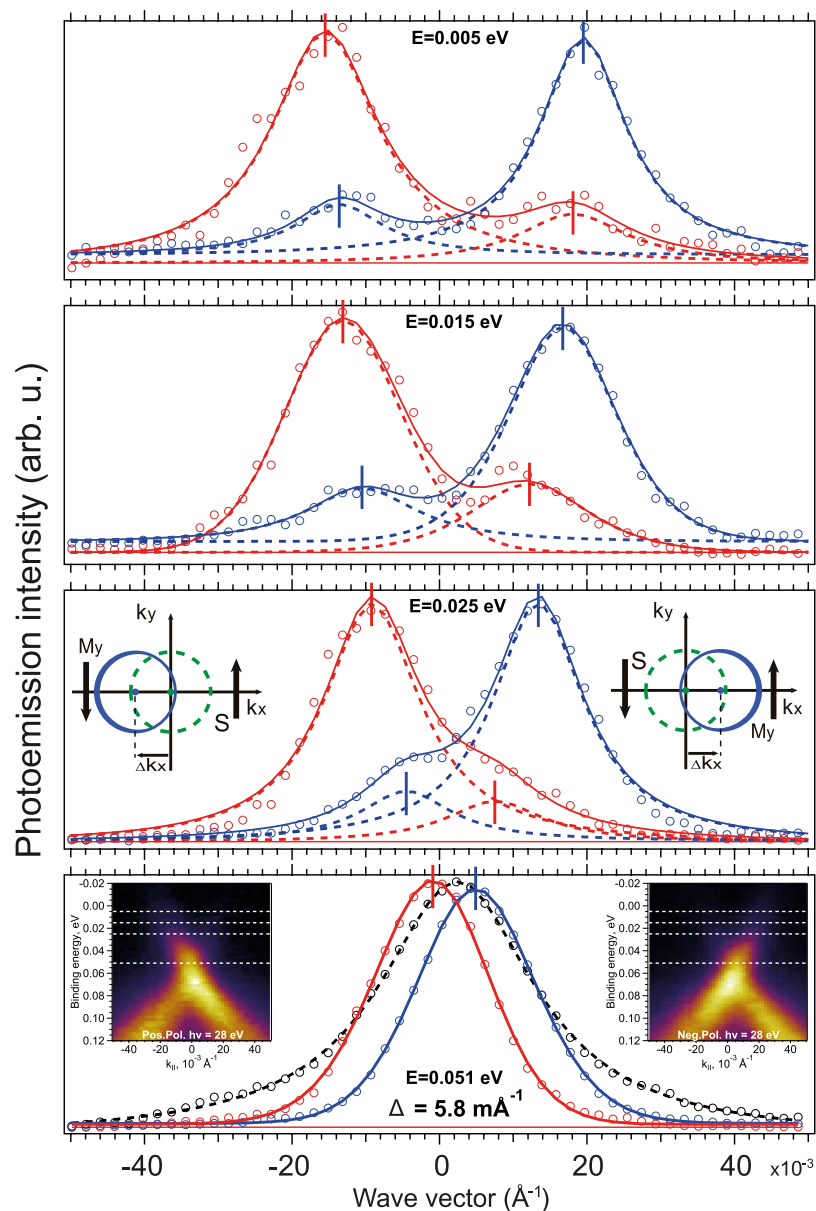 E=0.005 eV
E=0.015 eV
E=0.025 eV
ky
My
S
kx
Δkx
ky
S
My
kx
Δkx
Photoemission intensity (arb. u.)
-0.02
0.00
0.02
0.04
0.06
0.08
0.10
0.12
Binding energy, eV
Pos.Pol. hν = 28 eV
-40 -20 0 20 40
k||, 10⁻³ Å⁻¹
-0.02
0.00
0.02
0.04
0.06
0.08
0.10
0.12
Binding energy, eV
Neg.Pol. hν = 28 eV
-40 -20 0 20 40
k||, 10⁻³ Å⁻¹
E=0.051 eV
Δ = 5.8 mÅ⁻¹
-40 -20 0 20 40 x10⁻³
Wave vector (Å⁻¹)